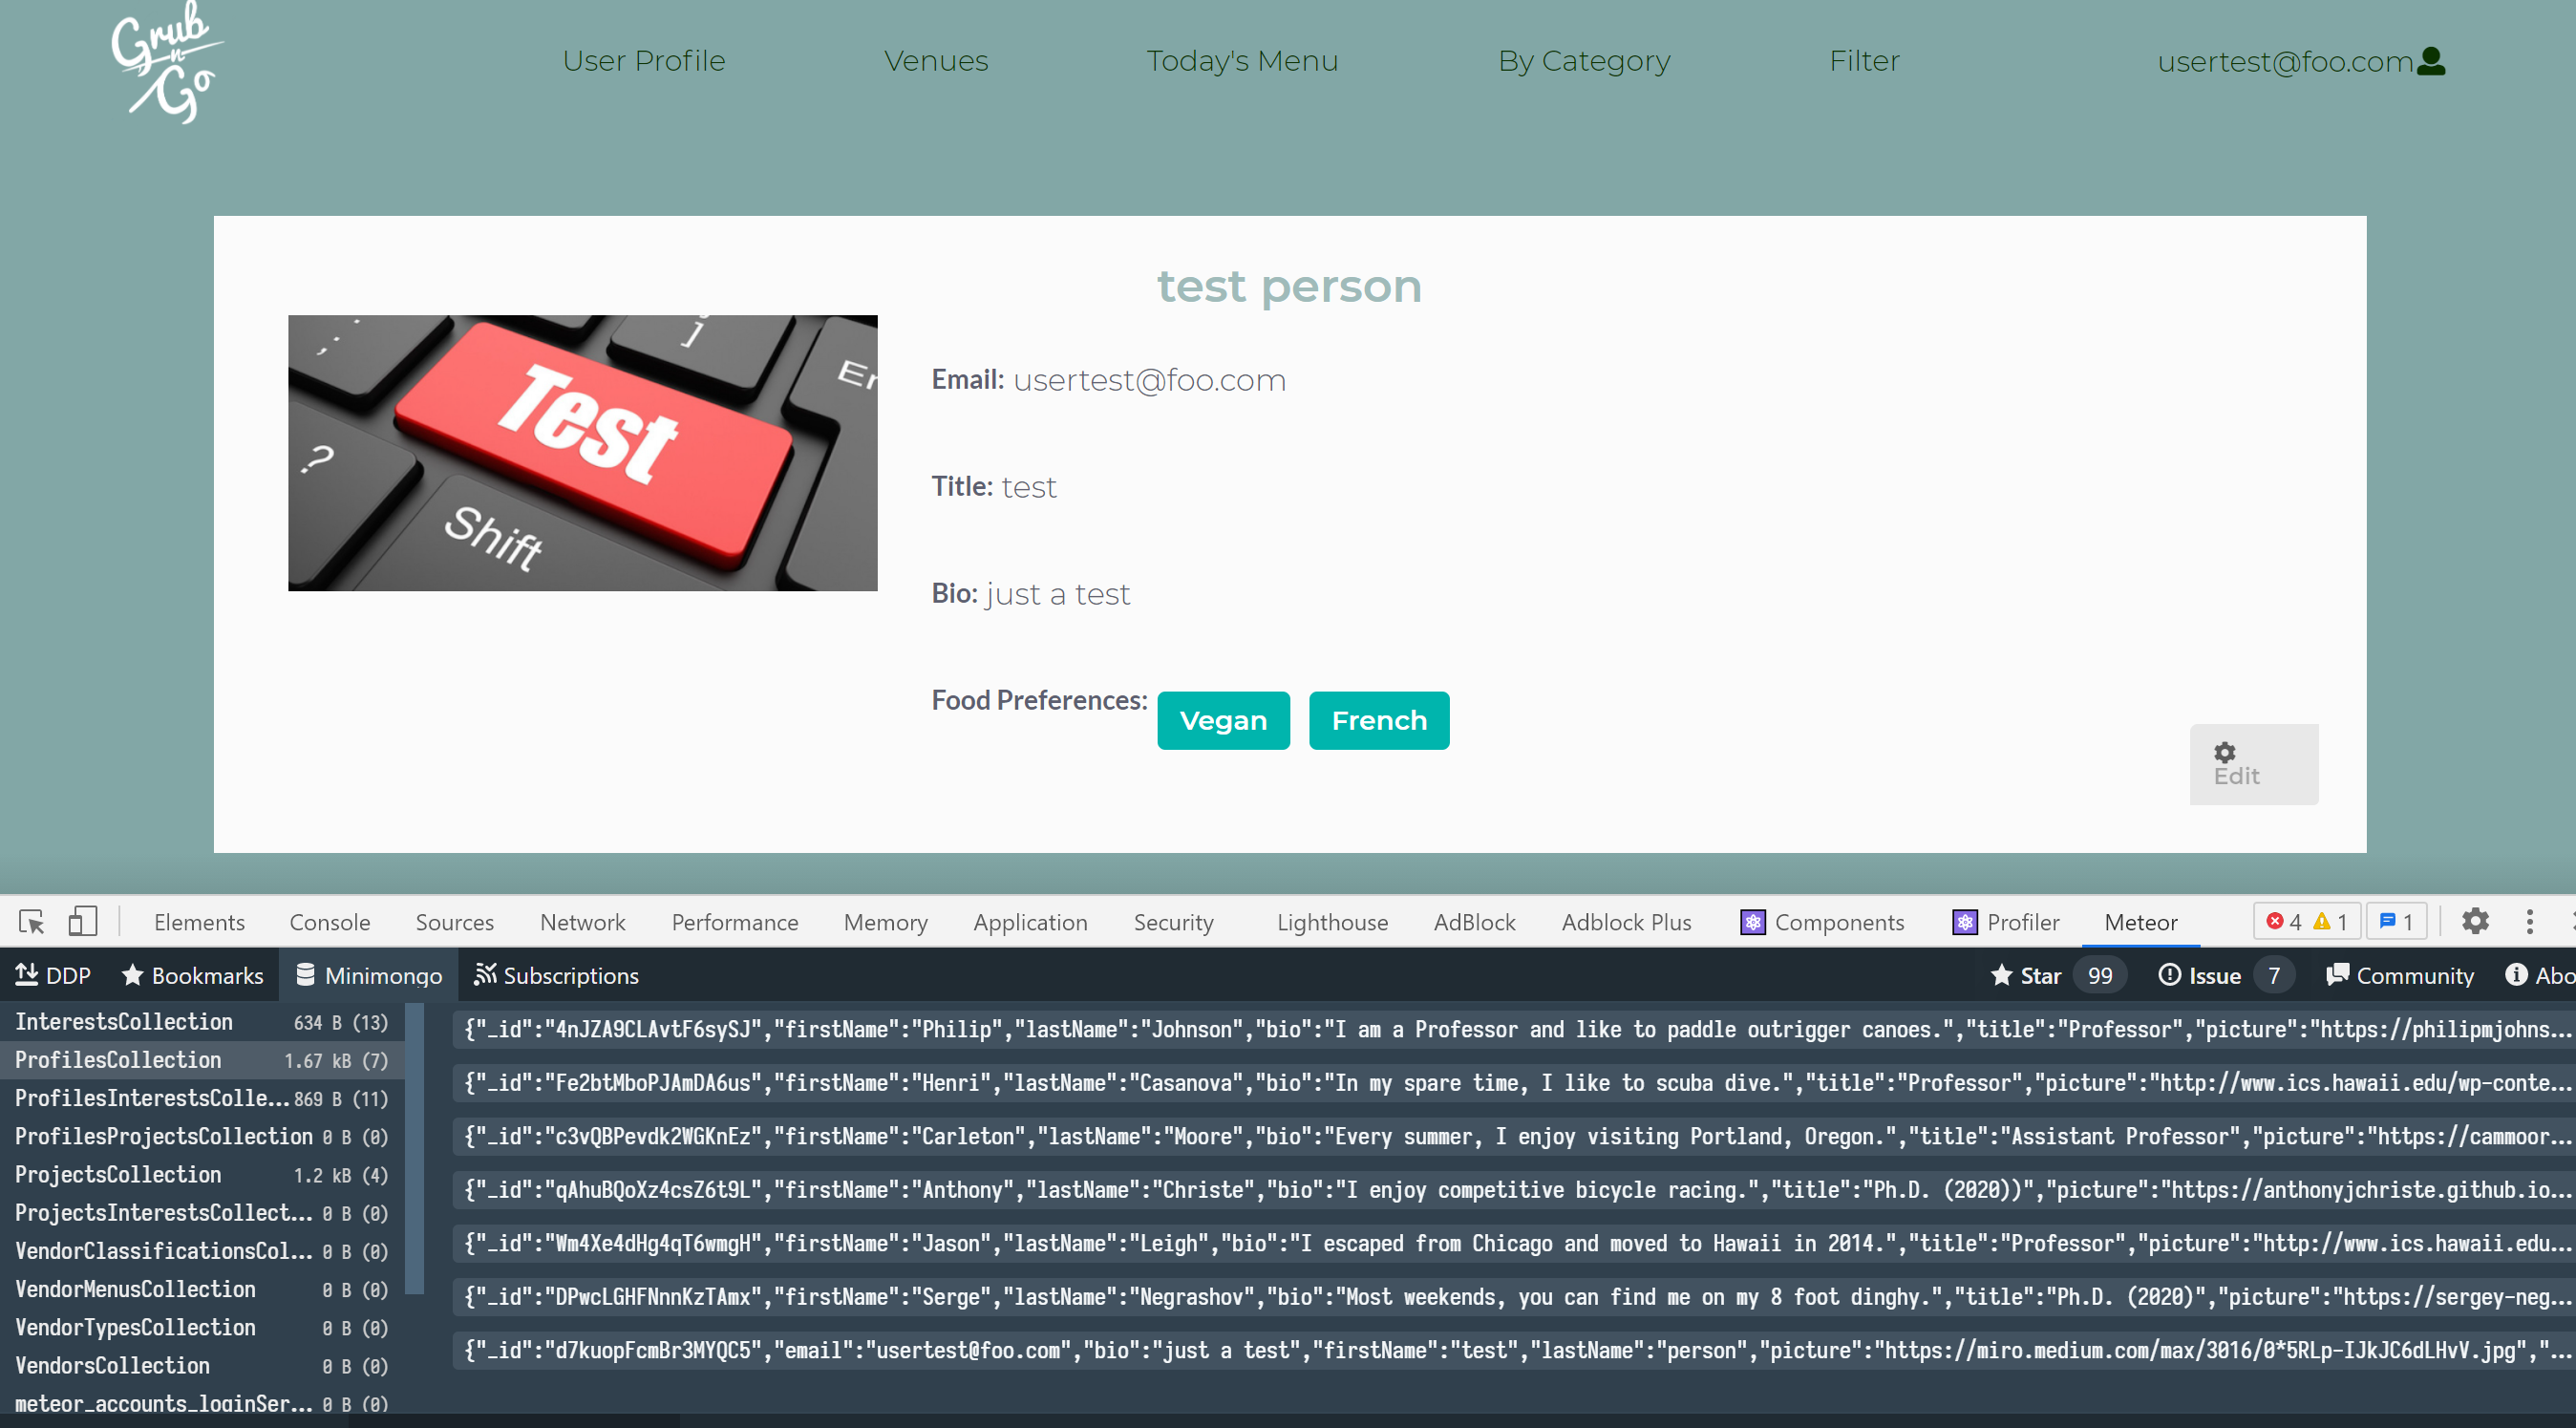 Grub
n
Go
User Profile
Venues
Today's Menu
By Category
Filter
usertest@foo.com
test person
;
]
En
Test
?
Shift
Email: usertest@foo.com
Title: test
Bio: just a test
Food Preferences: Vegan French
Edit
Elements Console Sources Network Performance Memory Application Security Lighthouse AdBlock Adblock Plus Components Profiler Meteor 4 1 1
DDP Bookmarks Minimongo Subscriptions Star 99 Issue 7 Community Abo
InterestsCollection 634 B (13)
ProfilesCollection 1.67 kB (7)
ProfilesInterestsColle... 869 B (11)
ProfilesProjectsCollection 0 B (0)
ProjectsCollection 1.2 kB (4)
ProjectsInterestsCollect... 0 B (0)
VendorClassificationsCol... 0 B (0)
VendorMenusCollection 0 B (0)
VendorTypesCollection 0 B (0)
VendorsCollection 0 B (0)
meteor_accounts_loginSer... 0 B (0)
{"_id":"4nJZA9CLAvtF6sySJ","firstName":"Philip","lastName":"Johnson","bio":"I am a Professor and like to paddle outrigger canoes.","title":"Professor","picture":"https://philipmjohns...
{"_id":"Fe2btMboPJAmDA6us","firstName":"Henri","lastName":"Casanova","bio":"In my spare time, I like to scuba dive.","title":"Professor","picture":"http://www.ics.hawaii.edu/wp-conte...
{"_id":"c3vQBPevdk2WGKnEz","firstName":"Carleton","lastName":"Moore","bio":"Every summer, I enjoy visiting Portland, Oregon.","title":"Assistant Professor","picture":"https://cammoor...
{"_id":"qAhuBQoXz4csZ6t9L","firstName":"Anthony","lastName":"Christe","bio":"I enjoy competitive bicycle racing.","title":"Ph.D. (2020))","picture":"https://anthonyjchriste.github.io...
{"_id":"Wm4Xe4dHg4qT6wmgH","firstName":"Jason","lastName":"Leigh","bio":"I escaped from Chicago and moved to Hawaii in 2014.","title":"Professor","picture":"http://www.ics.hawaii.edu...
{"_id":"DPwcLGHFNnnKzTAmx","firstName":"Serge","lastName":"Negrashov","bio":"Most weekends, you can find me on my 8 foot dinghy.","title":"Ph.D. (2020)","picture":"https://sergey-neg...
{"_id":"d7kuopFcmBr3MYQC5","email":"usertest@foo.com","bio":"just a test","firstName":"test","lastName":"person","picture":"https://miro.medium.com/max/3016/0*5RLp-IJkJC6dLHvV.jpg","...